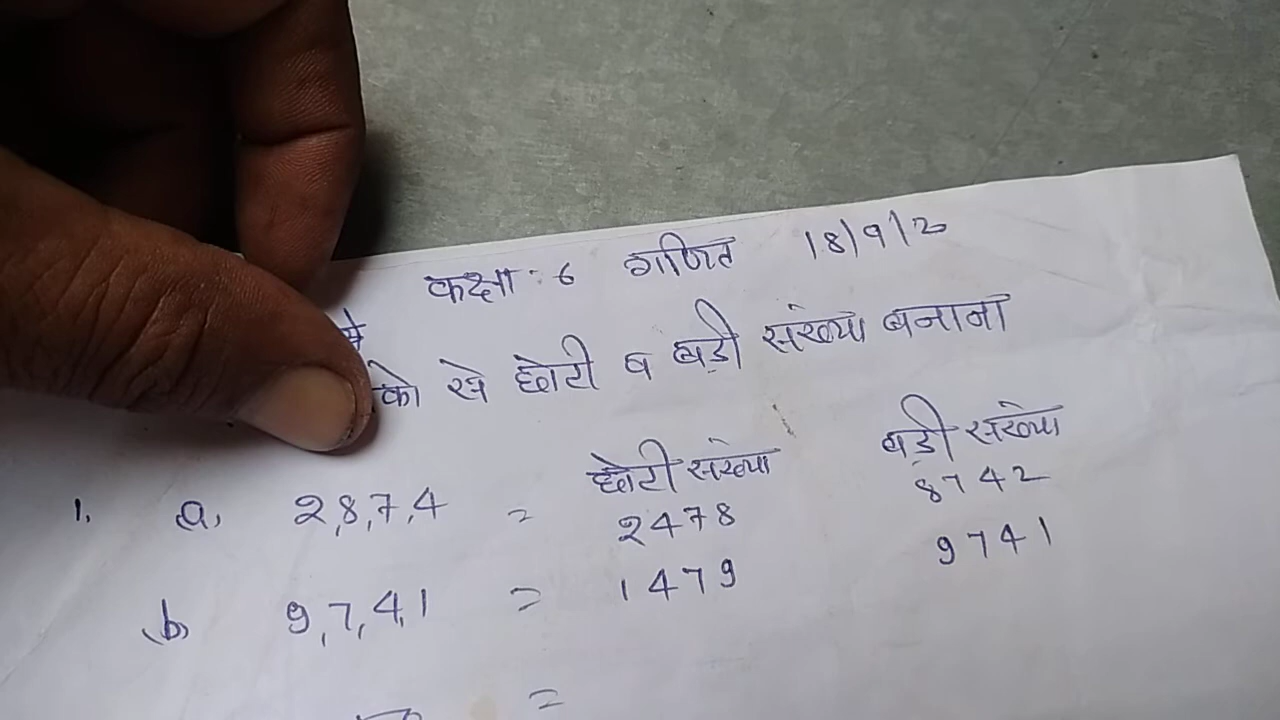 कक्षा : 6 गणित 18/9/2
को से छोटी व बड़ी संख्या बनाना
छोटी संख्या बड़ी संख्या
1. a, 2,8,7,4 = 2478 8742
b, 9,7,4,1 = 1479 9741
=